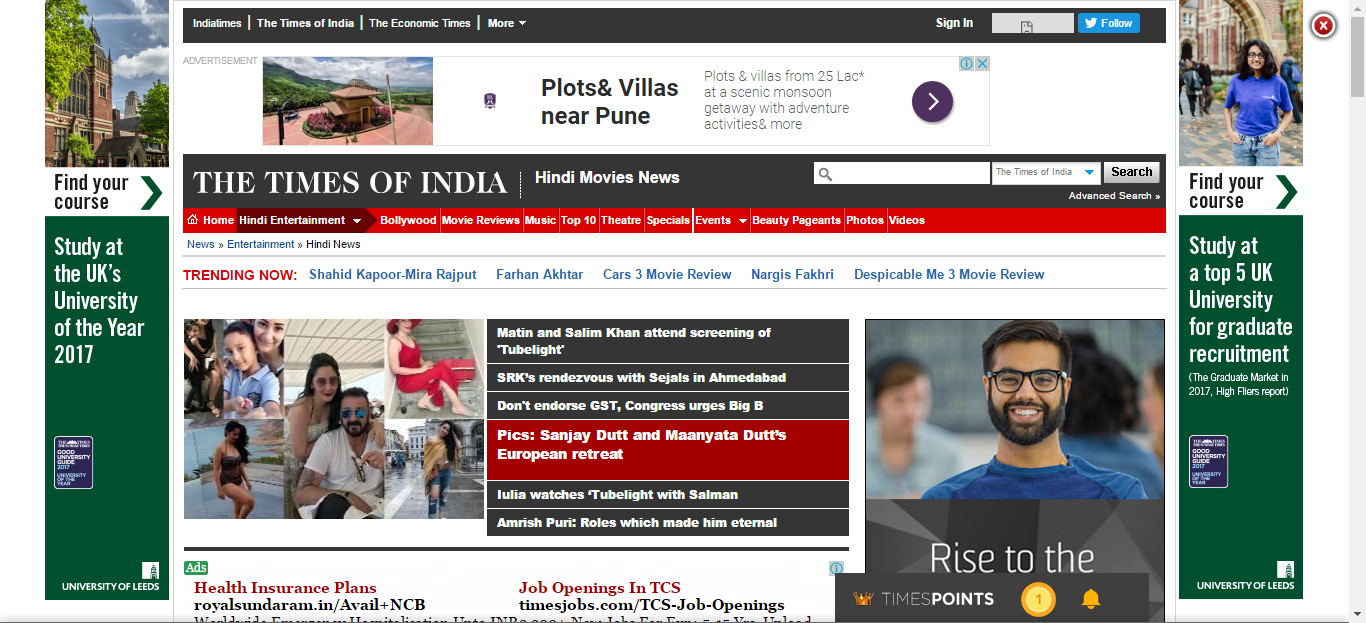 Indiatimes | The Times of India | The Economic Times | More
Sign In
Follow
ADVERTISEMENT
Plots& Villas
near Pune
Plots & villas from 25 Lac*
at a scenic monsoon
getaway with adventure
activities& more
THE TIMES OF INDIA
Hindi Movies News
The Times of India
Search
Advanced Search »
Home Hindi Entertainment Bollywood Movie Reviews Music Top 10 Theatre Specials Events Beauty Pageants Photos Videos
News » Entertainment » Hindi News
TRENDING NOW: Shahid Kapoor-Mira Rajput Farhan Akhtar Cars 3 Movie Review Nargis Fakhri Despicable Me 3 Movie Review
Matin and Salim Khan attend screening of
'Tubelight'
SRK’s rendezvous with Sejals in Ahmedabad
Don't endorse GST, Congress urges Big B
Pics: Sanjay Dutt and Maanyata Dutt’s
European retreat
Iulia watches ‘Tubelight with Salman
Amrish Puri: Roles which made him eternal
Ads
Health Insurance Plans
royalsundaram.in/Avail+NCB
Job Openings In TCS
timesjobs.com/TCS-Job-Openings
Rise to the
TIMESPOINTS
1
Find your
course
Study at
the UK’s
University
of the Year
2017
THE TIMES
THE SUNDAY TIMES
GOOD
UNIVERSITY
GUIDE
2017
UNIVERSITY
OF THE
YEAR
UNIVERSITY OF LEEDS
Find your
course
Study at
a top 5 UK
University
for graduate
recruitment
(The Graduate Market in
2017, High Fliers report)
THE TIMES
THE SUNDAY TIMES
GOOD
UNIVERSITY
GUIDE
2017
UNIVERSITY
OF THE
YEAR
UNIVERSITY OF LEEDS